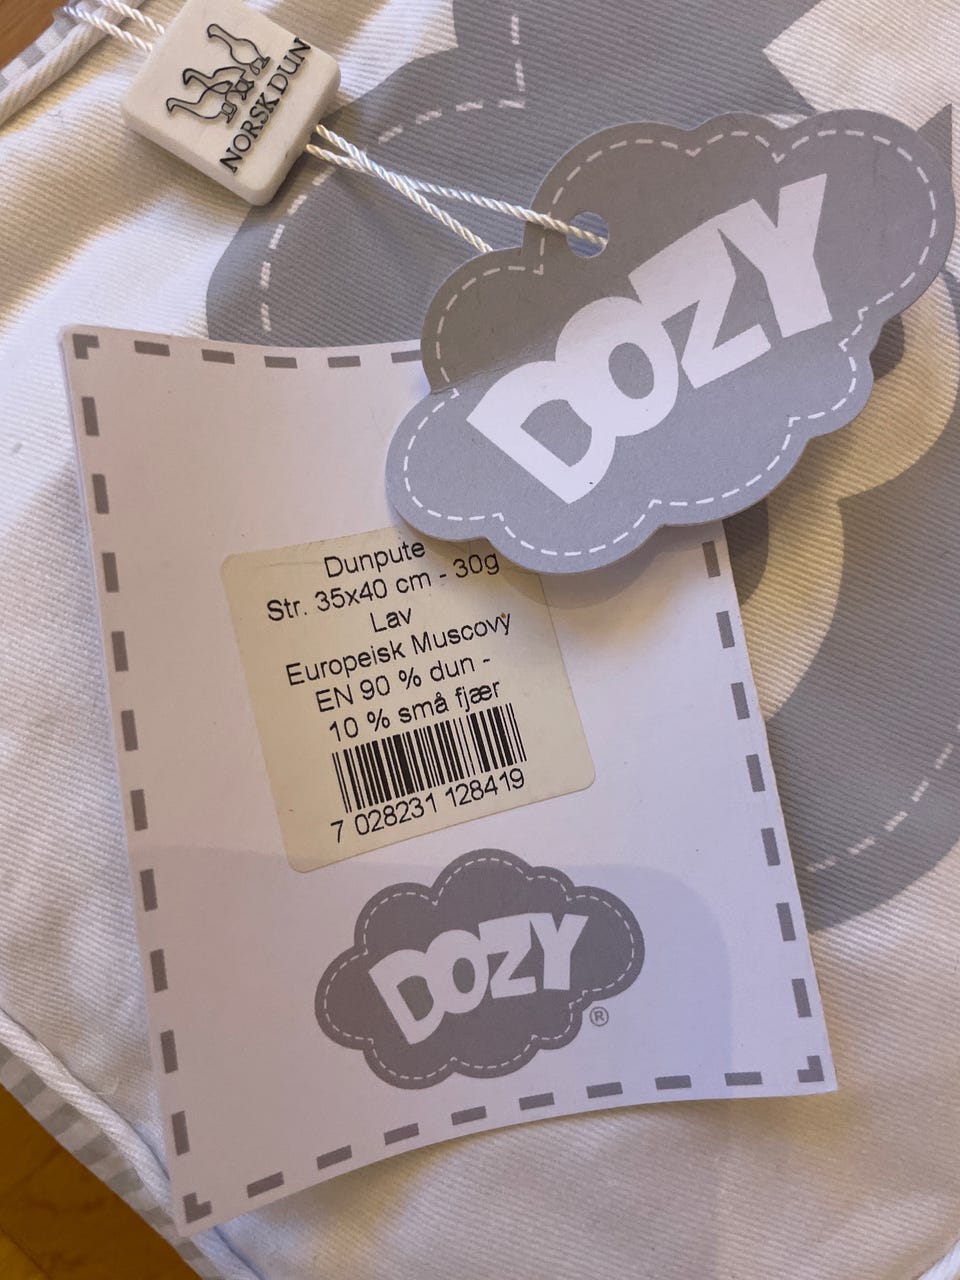 NORSK DUN
DOZY
Dunpute
Str. 35x40 cm - 30g
Lav
Europeisk Muscovy
EN 90 % dun -
10 % små fjær
7 028231 128419
DOZY
®